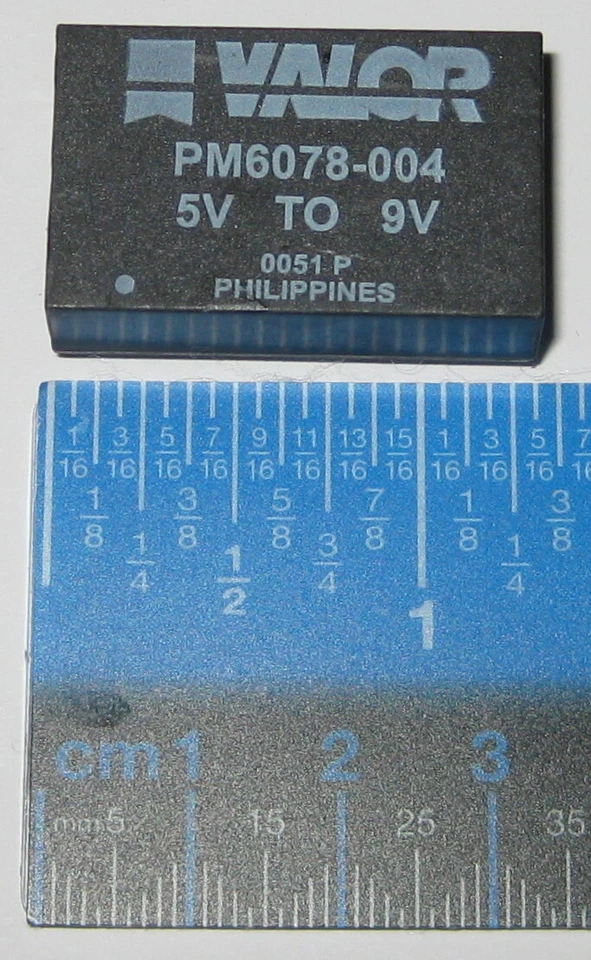 VALOR
PM6078-004
5V TO 9V
0051 P
PHILIPPINES
1/16 3/16 5/16 7/16 9/16 11/16 13/16 15/16 1/16 3/16 5/16 7/16
1/8 3/8 5/8 7/8 1/8 3/8
1/4 1/2 3/4 1/4
1
cm 1 2 3
mm 5 15 25 35